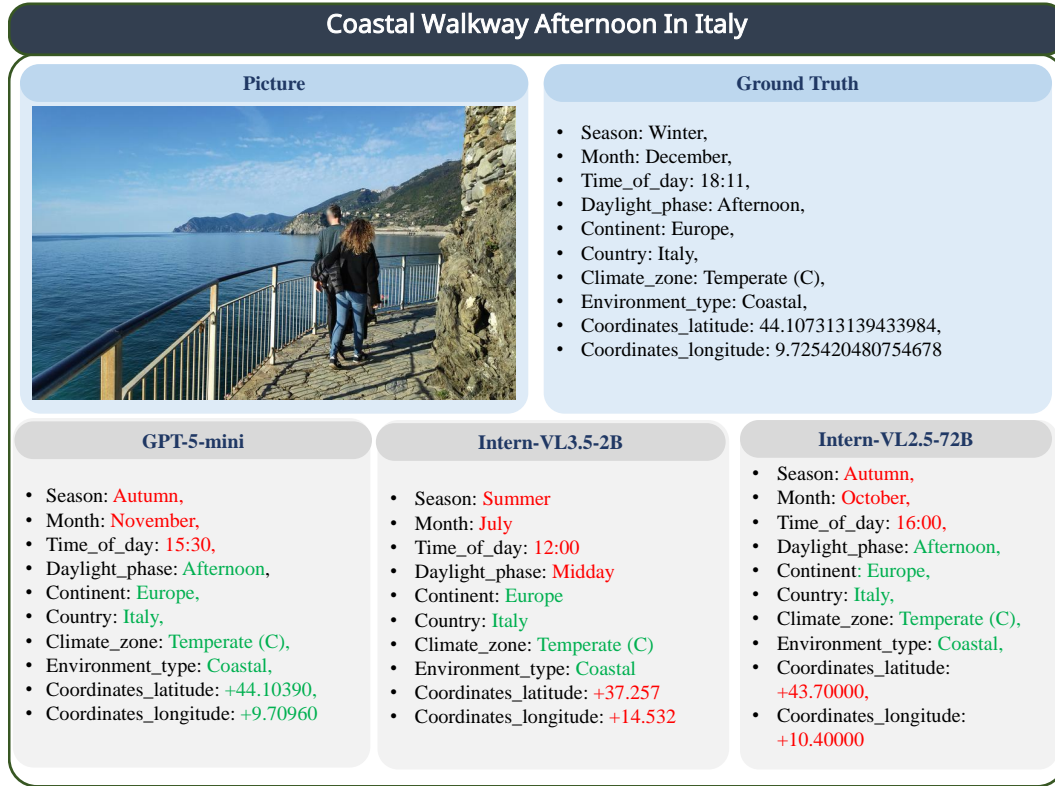 Coastal Walkway Afternoon In Italy
Picture
Ground Truth
• Season: Winter,
• Month: December,
• Time_of_day: 18:11,
• Daylight_phase: Afternoon,
• Continent: Europe,
• Country: Italy,
• Climate_zone: Temperate (C),
• Environment_type: Coastal,
• Coordinates_latitude: 44.107313139433984,
• Coordinates_longitude: 9.725420480754678
GPT-5-mini
• Season: Autumn,
• Month: November,
• Time_of_day: 15:30,
• Daylight_phase: Afternoon,
• Continent: Europe,
• Country: Italy,
• Climate_zone: Temperate (C),
• Environment_type: Coastal,
• Coordinates_latitude: +44.10390,
• Coordinates_longitude: +9.70960
Intern-VL3.5-2B
• Season: Summer
• Month: July
• Time_of_day: 12:00
• Daylight_phase: Midday
• Continent: Europe
• Country: Italy
• Climate_zone: Temperate (C)
• Environment_type: Coastal
• Coordinates_latitude: +37.257
• Coordinates_longitude: +14.532
Intern-VL2.5-72B
• Season: Autumn,
• Month: October,
• Time_of_day: 16:00,
• Daylight_phase: Afternoon,
• Continent: Europe,
• Country: Italy,
• Climate_zone: Temperate (C),
• Environment_type: Coastal,
• Coordinates_latitude:
+43.70000,
• Coordinates_longitude:
+10.40000